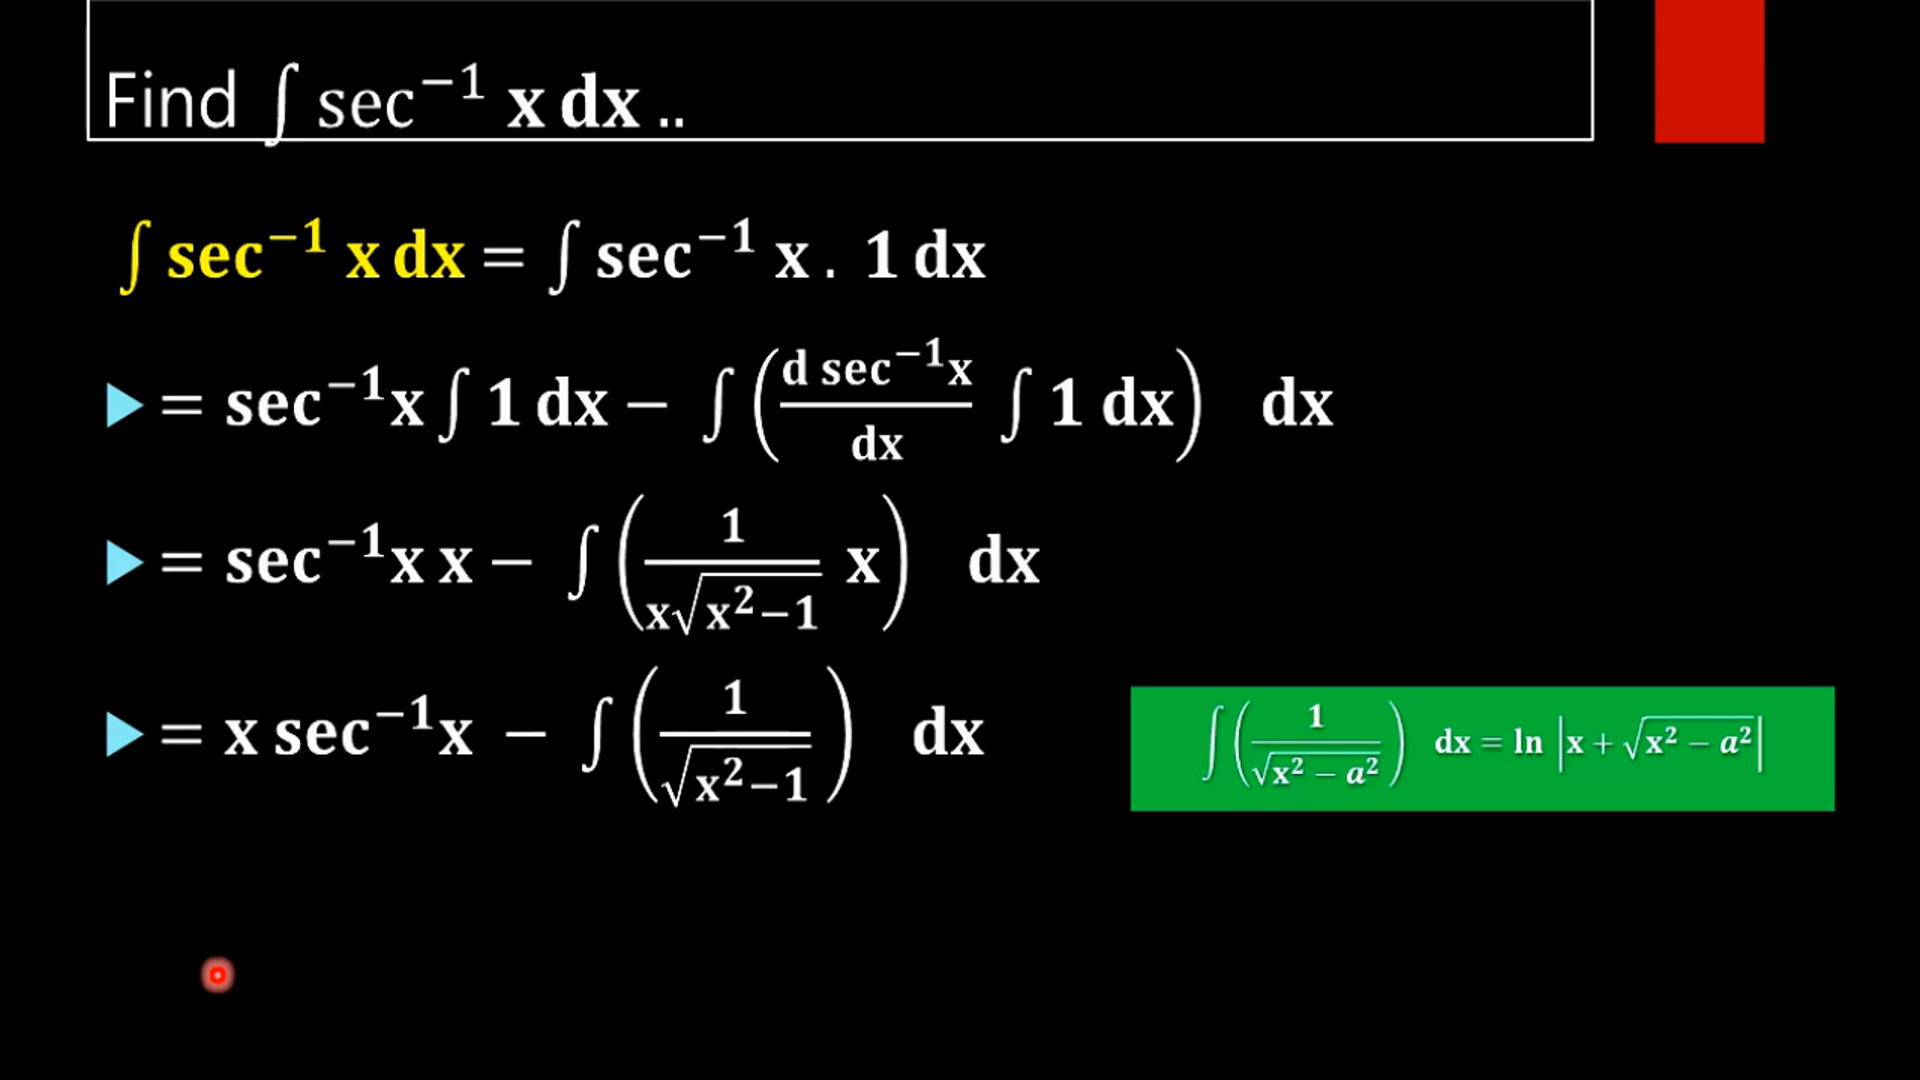 Find ∫ sec⁻¹ x dx ..
∫ sec⁻¹ x dx = ∫ sec⁻¹ x . 1 dx
= sec⁻¹x ∫ 1 dx − ∫ (d sec⁻¹x / dx ∫ 1 dx) dx
= sec⁻¹x x − ∫ (1 / x√(x²−1) x) dx
= x sec⁻¹x − ∫ (1 / √(x²−1)) dx
∫ (1 / √(x² − a²)) dx = ln |x + √(x² − a²)|